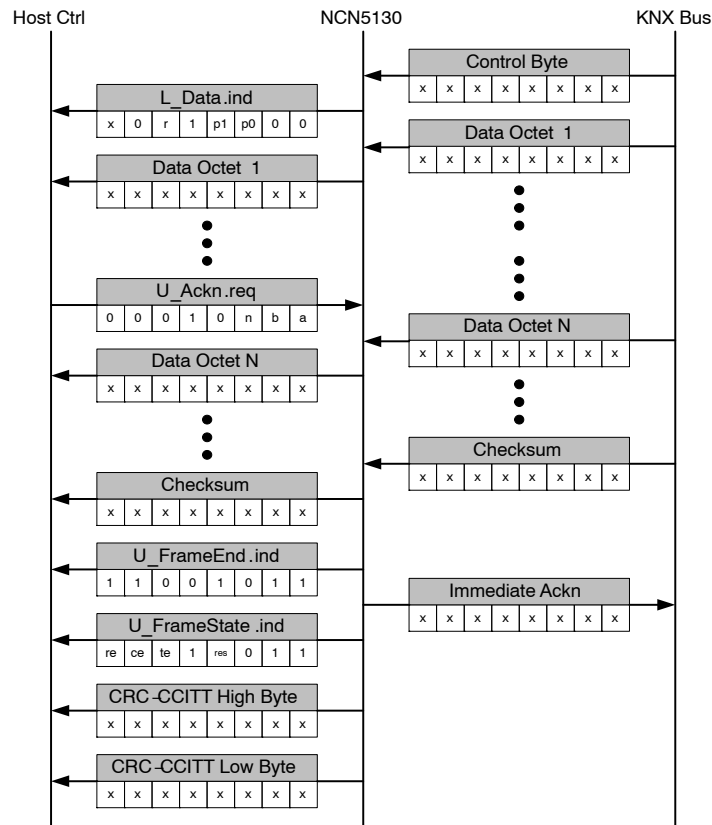 Host Ctrl NCN5130 KNX Bus
Control Byte
x x x x x x x x
L_Data.ind
x 0 r 1 p1 p0 0 0
Data Octet 1
x x x x x x x x
Data Octet 1
x x x x x x x x
U_Ackn.req
0 0 0 1 0 n b a
Data Octet N
x x x x x x x x
Data Octet N
x x x x x x x x
Checksum
x x x x x x x x
Checksum
x x x x x x x x
U_FrameEnd.ind
1 1 0 0 1 0 1 1
Immediate Ackn
x x x x x x x x
U_FrameState.ind
re ce te 1 res 0 1 1
CRC-CCITT High Byte
x x x x x x x x
CRC-CCITT Low Byte
x x x x x x x x